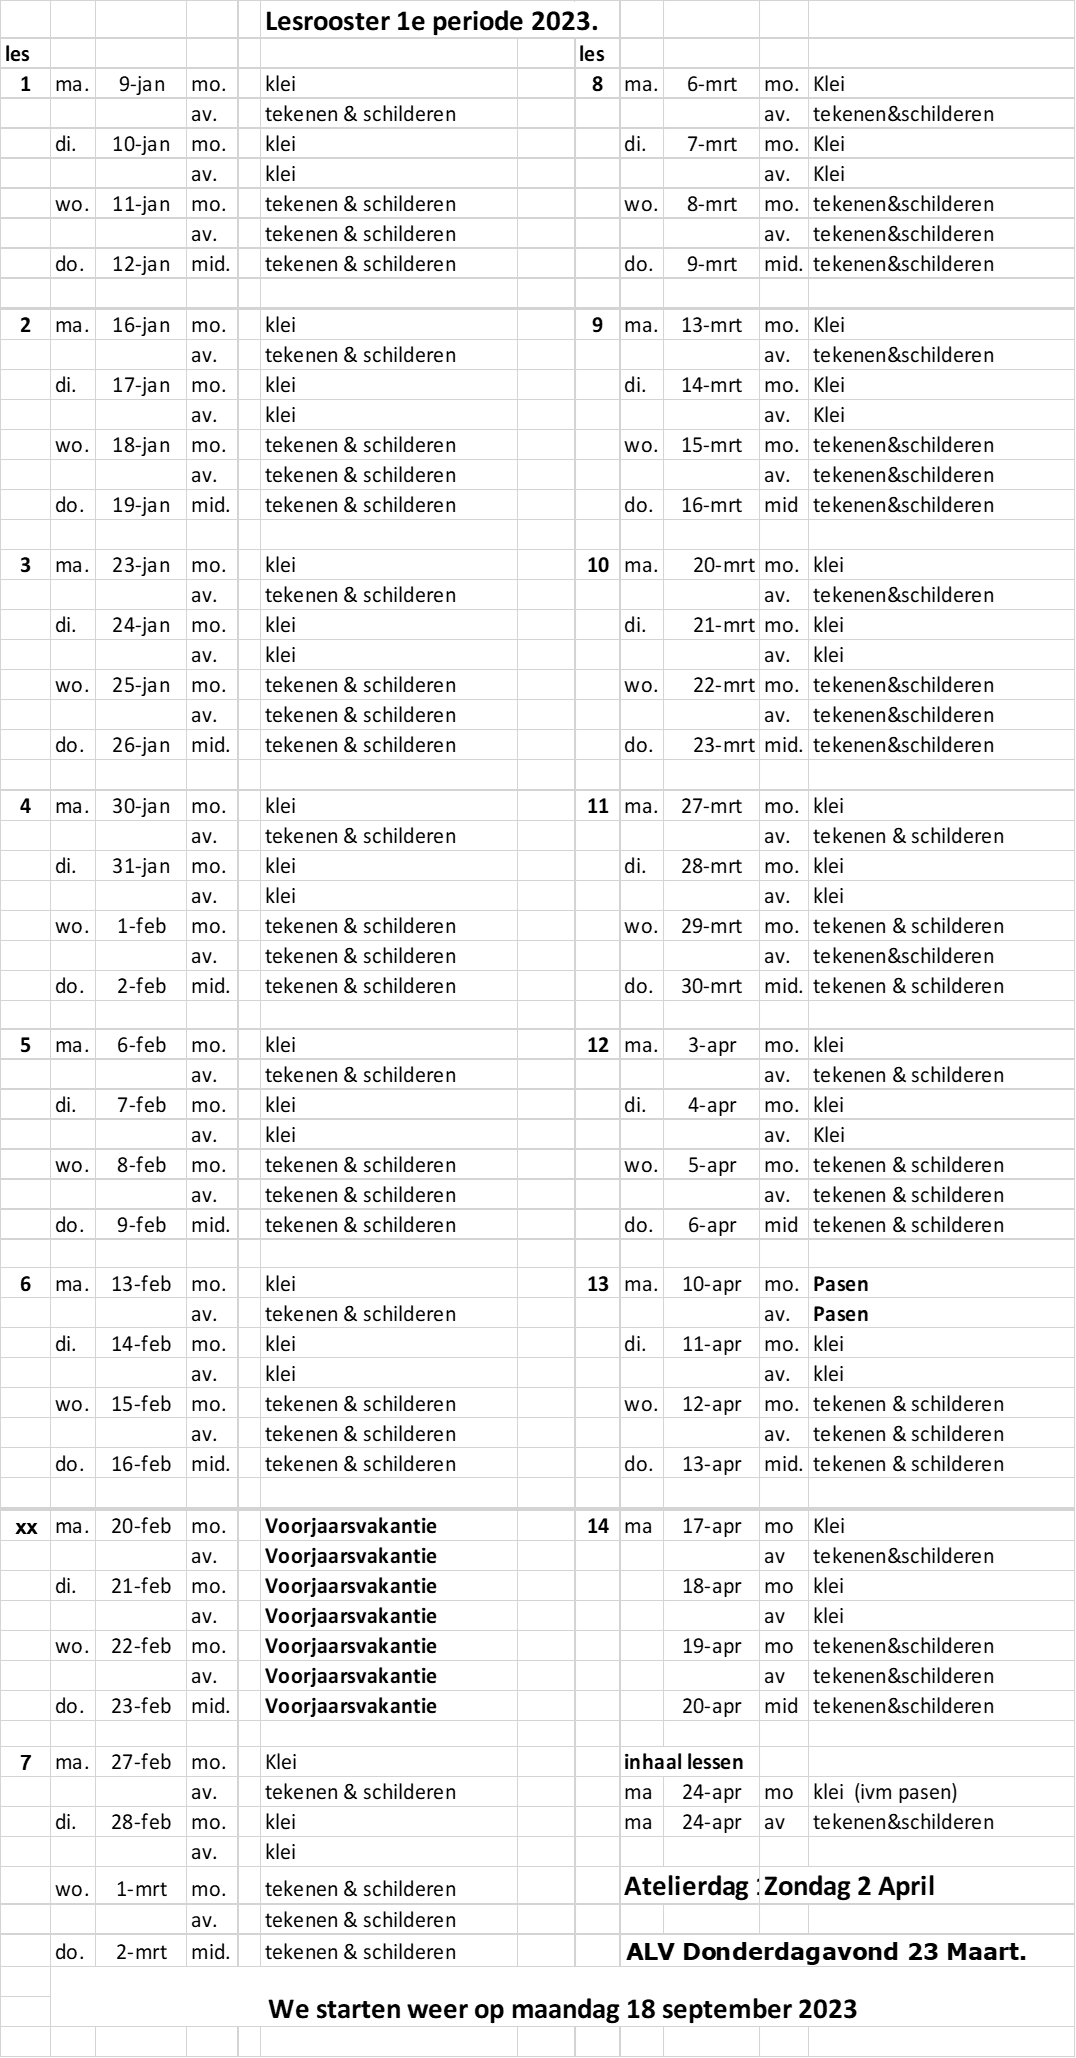 Lesrooster 1e periode 2023.
les
1 ma. 9-jan mo. klei
av. tekenen & schilderen
di. 10-jan mo. klei
av. klei
wo. 11-jan mo. tekenen & schilderen
av. tekenen & schilderen
do. 12-jan mid. tekenen & schilderen
2 ma. 16-jan mo. klei
av. tekenen & schilderen
di. 17-jan mo. klei
av. klei
wo. 18-jan mo. tekenen & schilderen
av. tekenen & schilderen
do. 19-jan mid. tekenen & schilderen
3 ma. 23-jan mo. klei
av. tekenen & schilderen
di. 24-jan mo. klei
av. klei
wo. 25-jan mo. tekenen & schilderen
av. tekenen & schilderen
do. 26-jan mid. tekenen & schilderen
4 ma. 30-jan mo. klei
av. tekenen & schilderen
di. 31-jan mo. klei
av. klei
wo. 1-feb mo. tekenen & schilderen
av. tekenen & schilderen
do. 2-feb mid. tekenen & schilderen
5 ma. 6-feb mo. klei
av. tekenen & schilderen
di. 7-feb mo. klei
av. klei
wo. 8-feb mo. tekenen & schilderen
av. tekenen & schilderen
do. 9-feb mid. tekenen & schilderen
6 ma. 13-feb mo. klei
av. tekenen & schilderen
di. 14-feb mo. klei
av. klei
wo. 15-feb mo. tekenen & schilderen
av. tekenen & schilderen
do. 16-feb mid. tekenen & schilderen
xx ma. 20-feb mo. Voorjaarsvakantie
av. Voorjaarsvakantie
di. 21-feb mo. Voorjaarsvakantie
av. Voorjaarsvakantie
wo. 22-feb mo. Voorjaarsvakantie
av. Voorjaarsvakantie
do. 23-feb mid. Voorjaarsvakantie
7 ma. 27-feb mo. Klei
av. tekenen & schilderen
di. 28-feb mo. klei
av. klei
wo. 1-mrt mo. tekenen & schilderen
av. tekenen & schilderen
do. 2-mrt mid. tekenen & schilderen
les
8 ma. 6-mrt mo. Klei
av. tekenen&schilderen
di. 7-mrt mo. Klei
av. Klei
wo. 8-mrt mo. tekenen&schilderen
av. tekenen&schilderen
do. 9-mrt mid. tekenen&schilderen
9 ma. 13-mrt mo. Klei
av. tekenen&schilderen
di. 14-mrt mo. Klei
av. Klei
wo. 15-mrt mo. tekenen&schilderen
av. tekenen&schilderen
do. 16-mrt mid tekenen&schilderen
10 ma. 20-mrt mo. klei
av. tekenen&schilderen
di. 21-mrt mo. klei
av. klei
wo. 22-mrt mo. tekenen&schilderen
av. tekenen&schilderen
do. 23-mrt mid. tekenen&schilderen
11 ma. 27-mrt mo. klei
av. tekenen & schilderen
di. 28-mrt mo. klei
av. klei
wo. 29-mrt mo. tekenen & schilderen
av. tekenen&schilderen
do. 30-mrt mid. tekenen & schilderen
12 ma. 3-apr mo. klei
av. tekenen & schilderen
di. 4-apr mo. klei
av. Klei
wo. 5-apr mo. tekenen & schilderen
av. tekenen & schilderen
do. 6-apr mid tekenen & schilderen
13 ma. 10-apr mo. Pasen
av. Pasen
di. 11-apr mo. klei
av. klei
wo. 12-apr mo. tekenen & schilderen
av. tekenen & schilderen
do. 13-apr mid. tekenen & schilderen
14 ma 17-apr mo Klei
av tekenen&schilderen
18-apr mo klei
av klei
19-apr mo tekenen&schilderen
av tekenen&schilderen
20-apr mid tekenen&schilderen
inhaal lessen
ma 24-apr mo klei (ivm pasen)
ma 24-apr av tekenen&schilderen
Atelierdag Zondag 2 April
ALV Donderdagavond 23 Maart.
We starten weer op maandag 18 september 2023